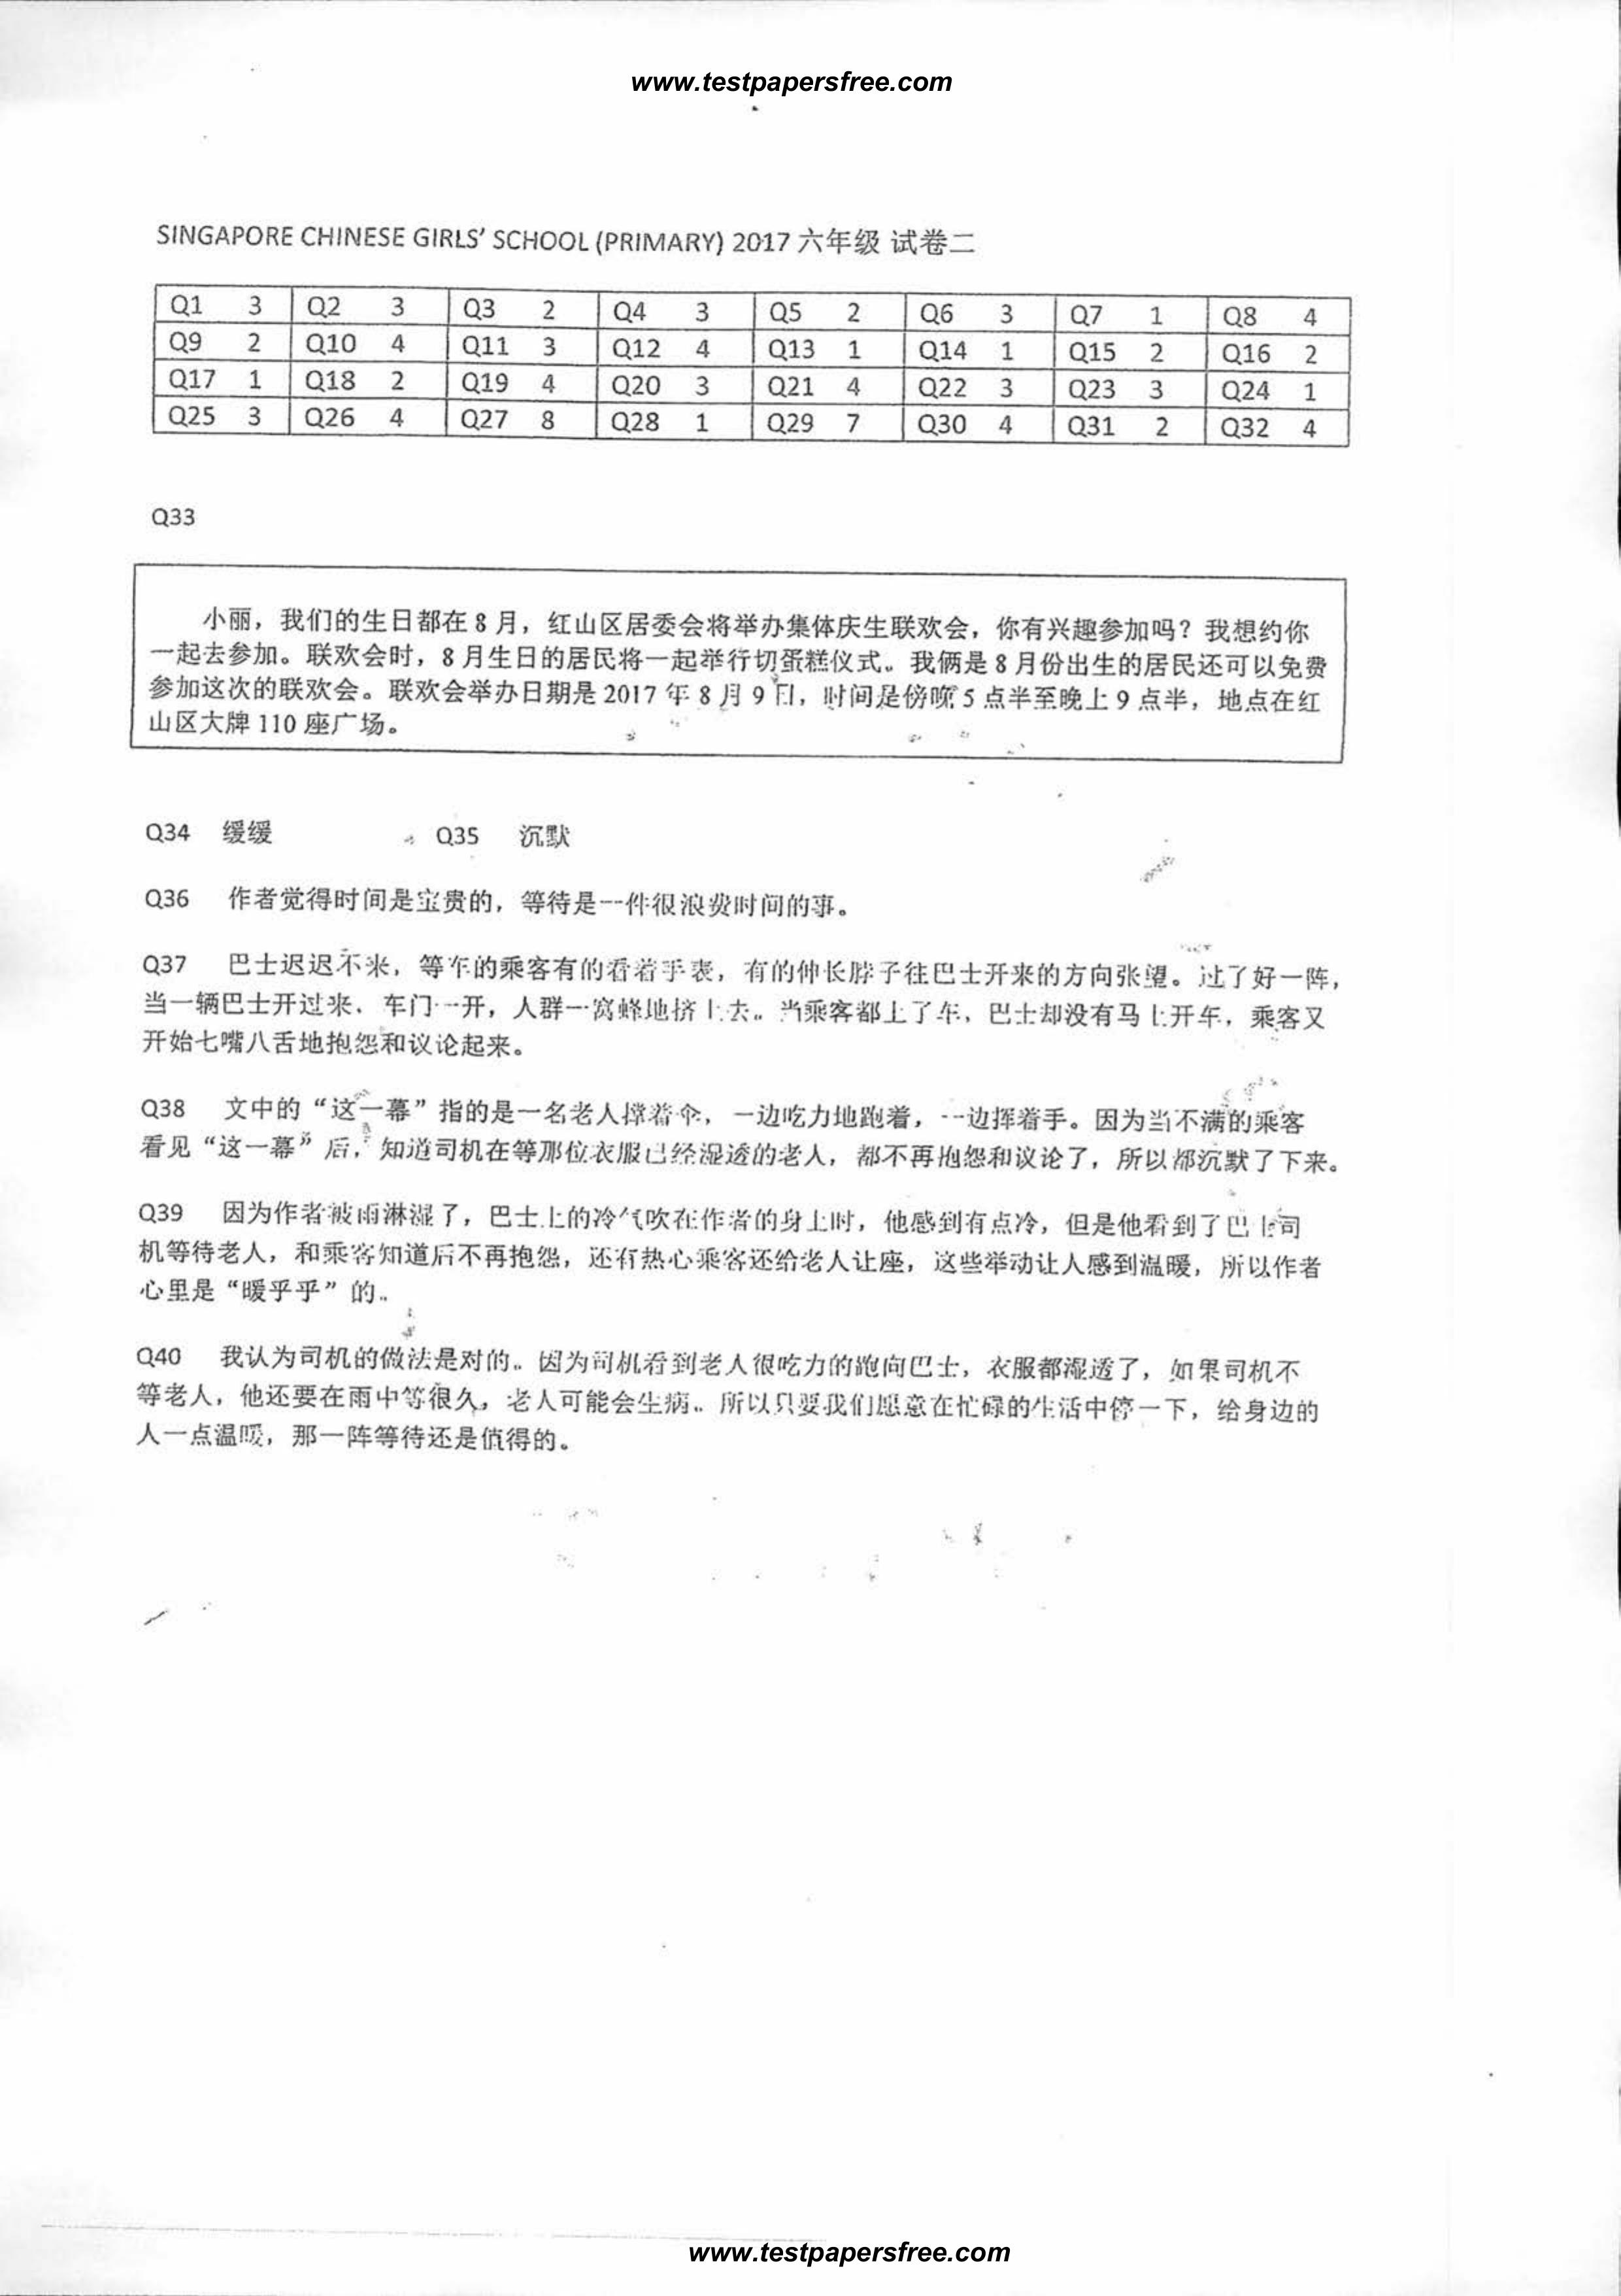 www.testpapersfree.com
SINGAPORE CHINESE GIRLS' SCHOOL (PRIMARY) 2017 六年级 试卷二
Q1 3 Q2 3 Q3 2 Q4 3 Q5 2 Q6 3 Q7 1 Q8 4
Q9 2 Q10 4 Q11 3 Q12 4 Q13 1 Q14 1 Q15 2 Q16 2
Q17 1 Q18 2 Q19 4 Q20 3 Q21 4 Q22 3 Q23 3 Q24 1
Q25 3 Q26 4 Q27 8 Q28 1 Q29 7 Q30 4 Q31 2 Q32 4
Q33
小丽，我们的生日都在 8 月，红山区居委会将举办集体庆生联欢会，你有兴趣参加吗？我想约你
一起去参加。联欢会时，8 月生日的居民将一起举行切蛋糕仪式。我俩是 8 月份出生的居民还可以免费
参加这次的联欢会。联欢会举办日期是 2017 年 8 月 9 日，时间是傍晚 5 点半至晚上 9 点半，地点在红
山区大牌 110 座广场。
Q34 缓缓 Q35 沉默
Q36 作者觉得时间是宝贵的，等待是一件很浪费时间的事。
Q37 巴士迟迟不来，等车的乘客有的看着手表，有的伸长脖子往巴士开来的方向张望。过了好一阵，
当一辆巴士开过来，车门一开，人群一窝蜂地挤上去。当乘客都上了车，巴士却没有马上开车，乘客又
开始七嘴八舌地抱怨和议论起来。
Q38 文中的“这一幕”指的是一名老人撑着伞，一边吃力地跑着，一边挥着手。因为当不满的乘客
看见“这一幕”后，知道司机在等那位衣服已经湿透的老人，都不再抱怨和议论了，所以都沉默了下来。
Q39 因为作者被雨淋湿了，巴士上的冷气吹在作者的身上时，他感到有点冷，但是他看到了巴士司
机等待老人，和乘客知道后不再抱怨，还有热心乘客还给老人让座，这些举动让人感到温暖，所以作者
心里是“暖乎乎”的。
Q40 我认为司机的做法是对的。因为司机看到老人很吃力的跑向巴士，衣服都湿透了，如果司机不
等老人，他还要在雨中等很久，老人可能会生病。所以只要我们愿意在忙碌的生活中停一下，给身边的
人一点温暖，那一阵等待还是值得的。
www.testpapersfree.com